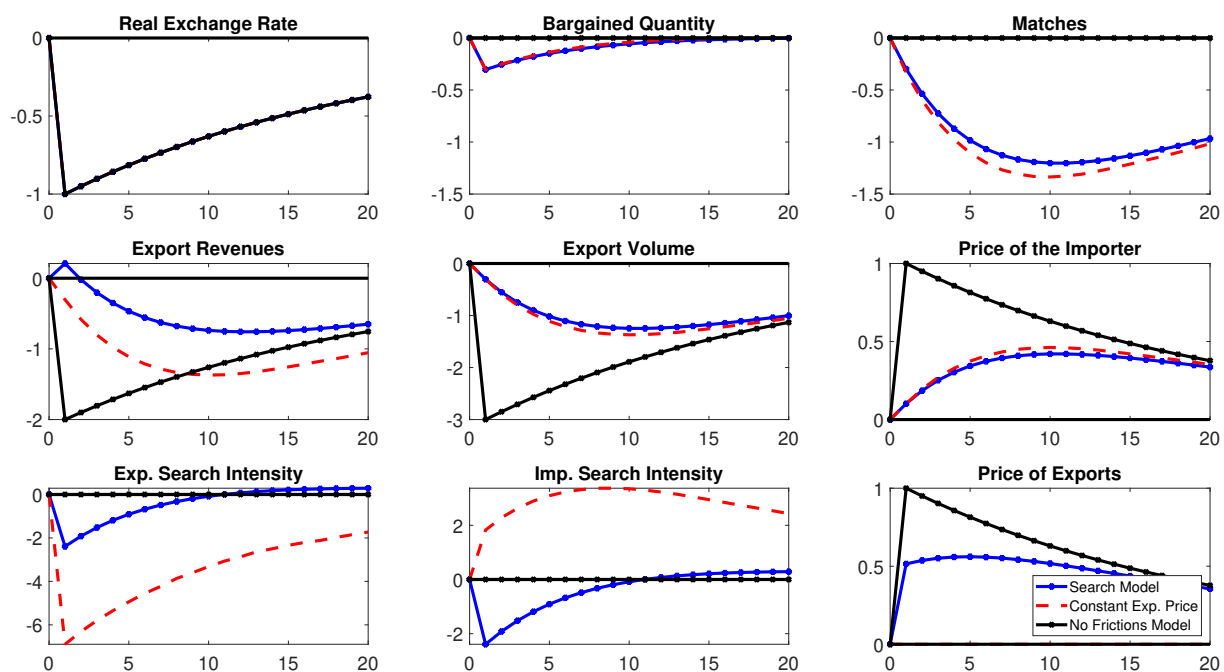 Real Exchange Rate
0
-0.5
-1
0 5 10 15 20
Bargained Quantity
0
-0.5
-1
-1.5
0 5 10 15 20
Matches
0
-0.5
-1
-1.5
0 5 10 15 20
Export Revenues
0
-1
-2
0 5 10 15 20
Export Volume
0
-1
-2
-3
0 5 10 15 20
Price of the Importer
1
0.5
0
0 5 10 15 20
Exp. Search Intensity
0
-2
-4
-6
0 5 10 15 20
Imp. Search Intensity
2
0
-2
0 5 10 15 20
Price of Exports
1
0.5
0
0 5 10 15 20
Search Model
Constant Exp. Price
No Frictions Model